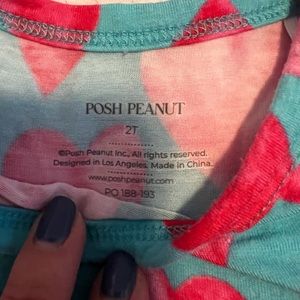 POSH PEANUT
2T
©Posh Peanut Inc., All rights reserved.
Designed in Los Angeles. Made in China.
www.poshpeanut.com
PO 188-193